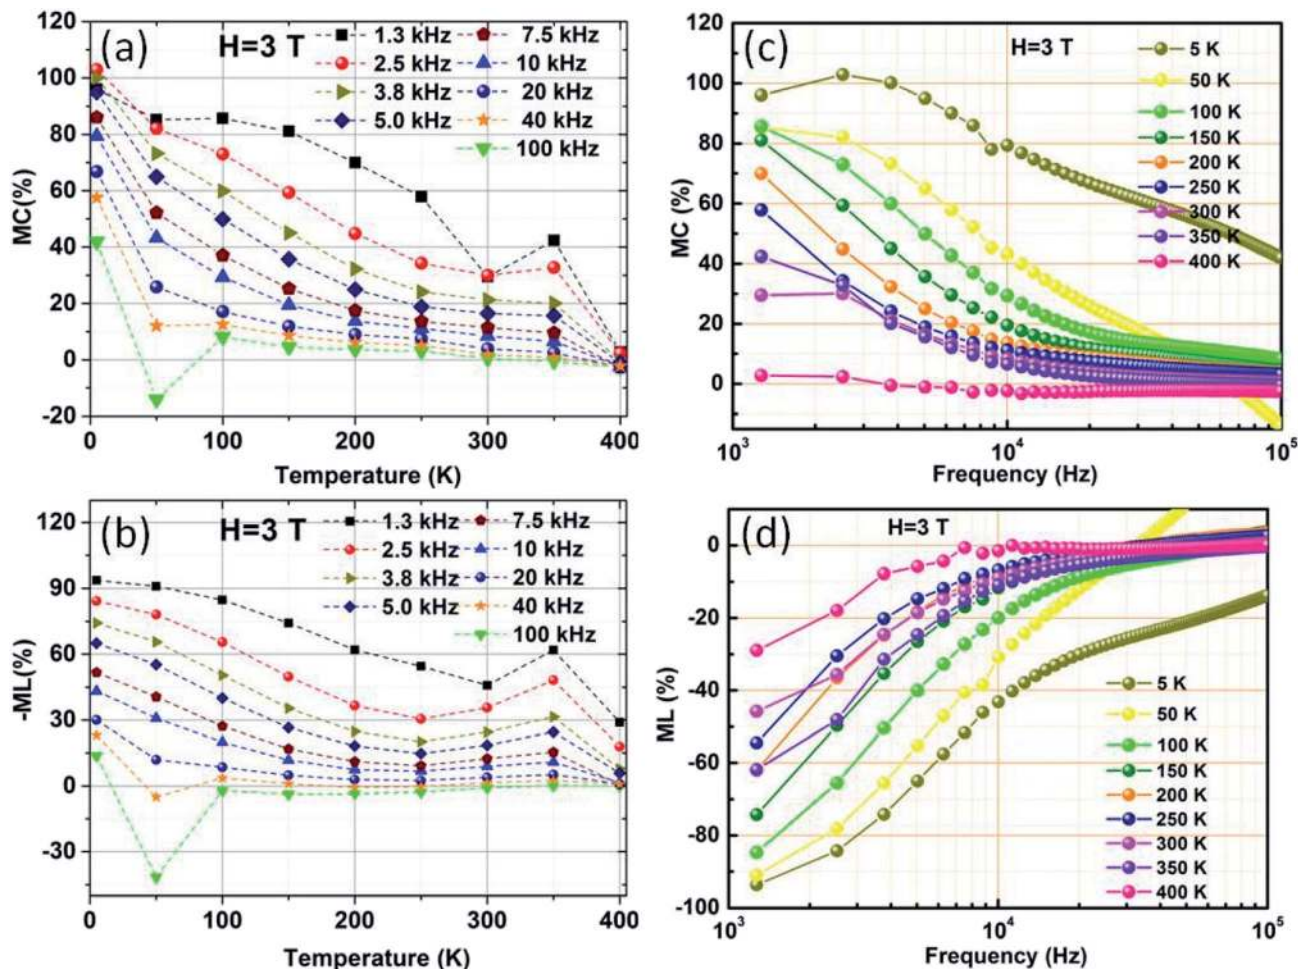 (a)
H=3 T
1.3 kHz
2.5 kHz
3.8 kHz
5.0 kHz
7.5 kHz
10 kHz
20 kHz
40 kHz
100 kHz
MC(%)
120
100
80
60
40
20
0
-20
0
100
200
300
400
Temperature (K)
(c)
H=3 T
5 K
50 K
100 K
150 K
200 K
250 K
300 K
350 K
400 K
MC (%)
120
100
80
60
40
20
0
10³
10⁴
10⁵
Frequency (Hz)
(b)
H=3 T
1.3 kHz
2.5 kHz
3.8 kHz
5.0 kHz
7.5 kHz
10 kHz
20 kHz
40 kHz
100 kHz
-ML(%)
120
90
60
30
0
-30
0
100
200
300
400
Temperature (K)
(d)
H=3 T
5 K
50 K
100 K
150 K
200 K
250 K
300 K
350 K
400 K
ML (%)
0
-20
-40
-60
-80
-100
10³
10⁴
10⁵
Frequency (Hz)